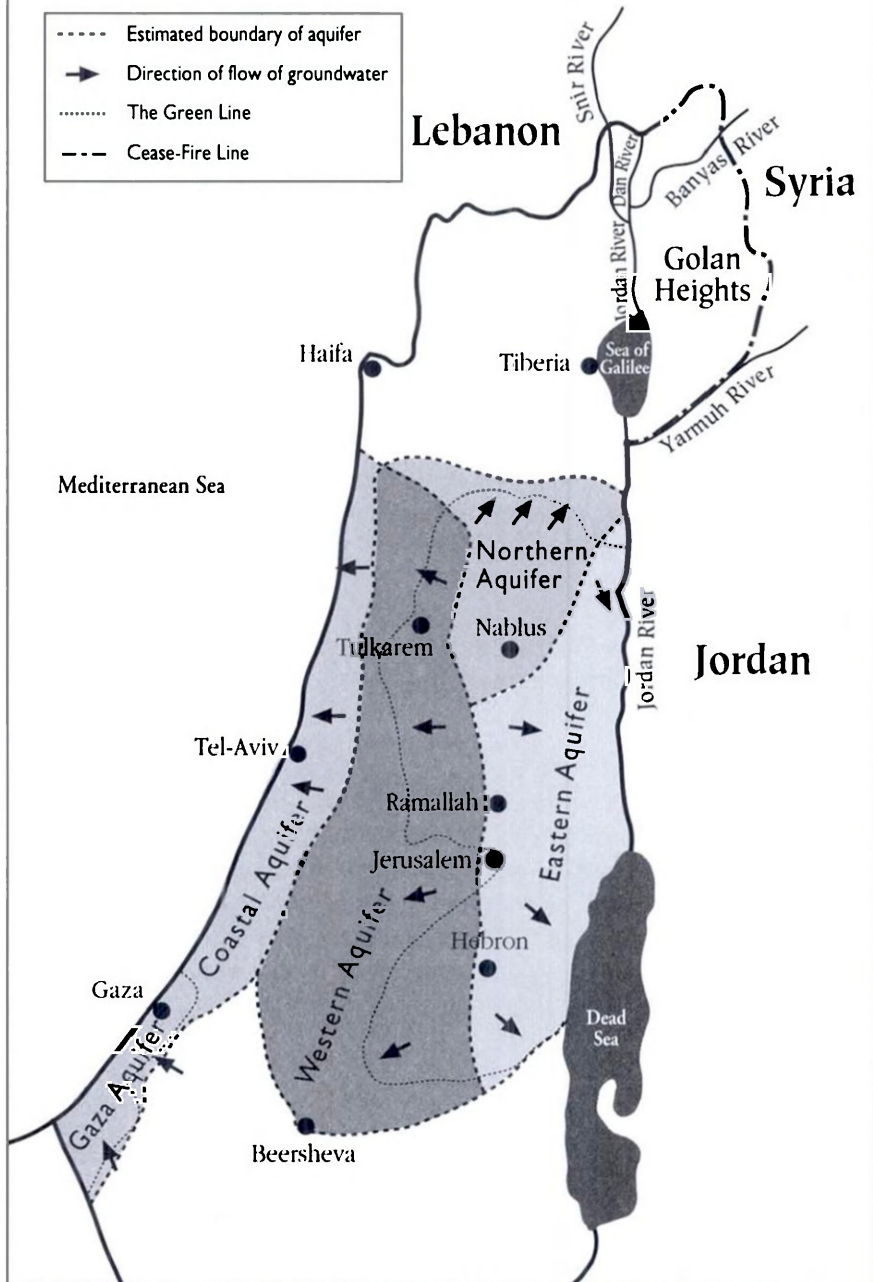 Estimated boundary of aquifer
Direction of flow of groundwater
The Green Line
Cease-Fire Line
Snir River
Lebanon
Dan River
Banyas River
Syria
Jordan River
Golan
Heights
Haifa
Tiberia
Sea of
Galilee
Yarmuh River
Mediterranean Sea
Northern
Aquifer
Tulkarem
Nablus
Jordan River
Jordan
Tel-Aviv
Eastern Aquifer
Ramallah
Jerusalem
Coastal Aquifer
Western Aquifer
Hebron
Gaza
Dead
Sea
Gaza Aquifer
Beersheva